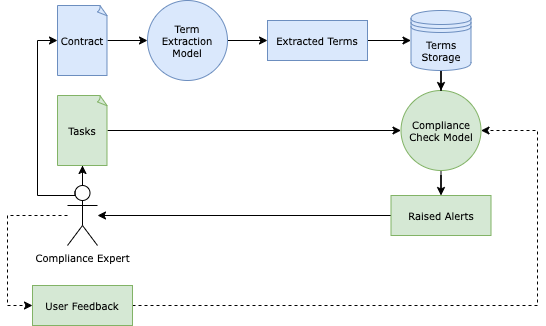 Contract
Term
Extraction
Model
Extracted Terms
Terms
Storage
Tasks
Compliance
Check Model
Raised Alerts
Compliance Expert
User Feedback